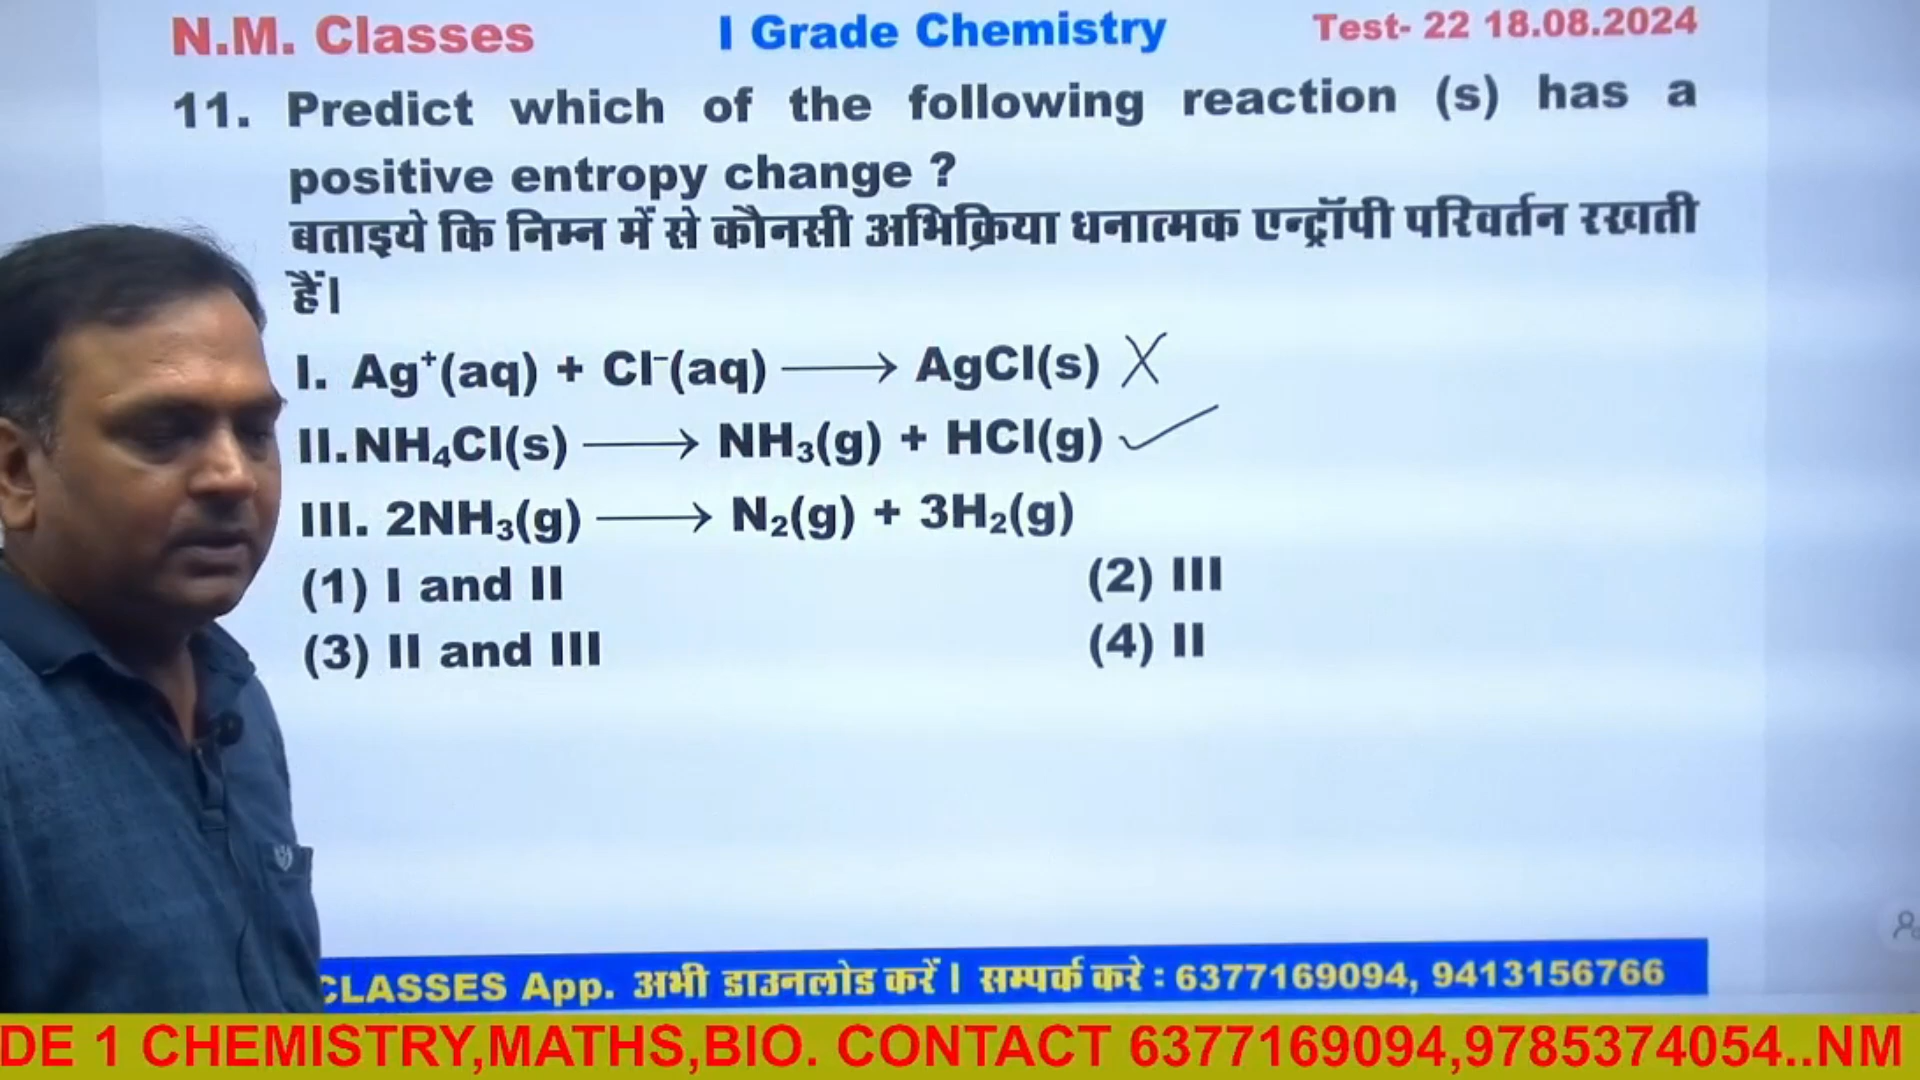 N.M. Classes I Grade Chemistry Test- 22 18.08.2024
11. Predict which of the following reaction (s) has a
positive entropy change ?
बताइये कि निम्न में से कौनसी अभिक्रिया धनात्मक एन्ट्रॉपी परिवर्तन रखती
हैं।
I. Ag⁺(aq) + Cl⁻(aq) ⟶ AgCl(s) X
II. NH₄Cl(s) ⟶ NH₃(g) + HCl(g) ✓
III. 2NH₃(g) ⟶ N₂(g) + 3H₂(g)
(1) I and II (2) III
(3) II and III (4) II
CLASSES App. अभी डाउनलोड करें। सम्पर्क करे : 6377169094, 9413156766
DE 1 CHEMISTRY,MATHS,BIO. CONTACT 6377169094,9785374054..NM